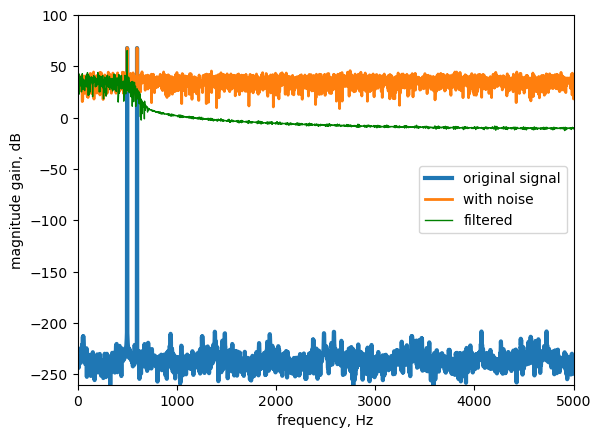 100
50
0
−50
−100
−150
−200
−250
magnitude gain, dB
original signal
with noise
filtered
0 1000 2000 3000 4000 5000
frequency, Hz